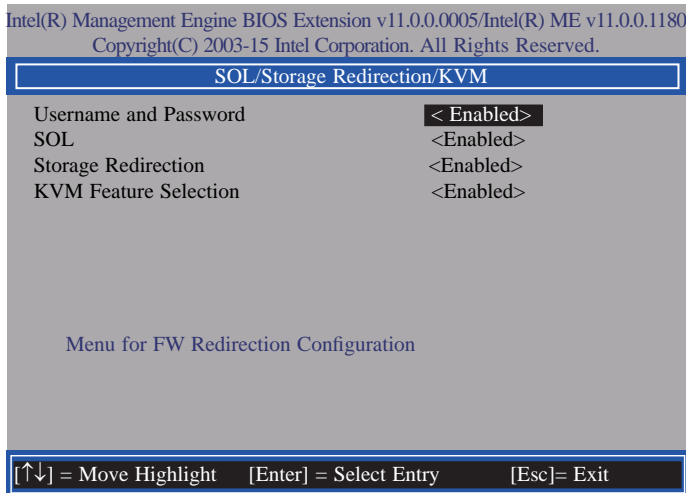 Intel(R) Management Engine BIOS Extension v11.0.0.0005/Intel(R) ME v11.0.0.1180
Copyright(C) 2003-15 Intel Corporation. All Rights Reserved.
SOL/Storage Redirection/KVM
Username and Password < Enabled>
SOL <Enabled>
Storage Redirection <Enabled>
KVM Feature Selection <Enabled>
Menu for FW Redirection Configuration
[↑↓] = Move Highlight [Enter] = Select Entry [Esc]= Exit